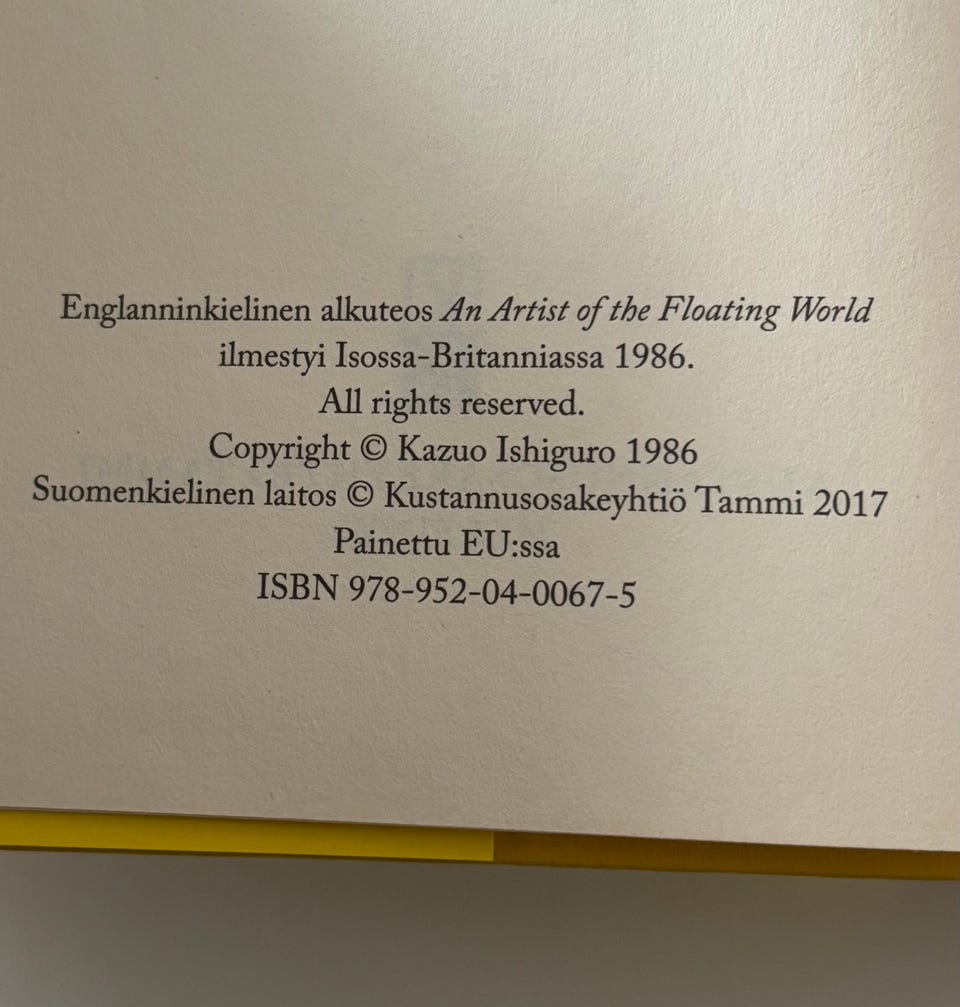 Englanninkielinen alkuteos An Artist of the Floating World
ilmestyi Isossa-Britanniassa 1986.
All rights reserved.
Copyright © Kazuo Ishiguro 1986
Suomenkielinen laitos © Kustannusosakeyhtiö Tammi 2017
Painettu EU:ssa
ISBN 978-952-04-0067-5